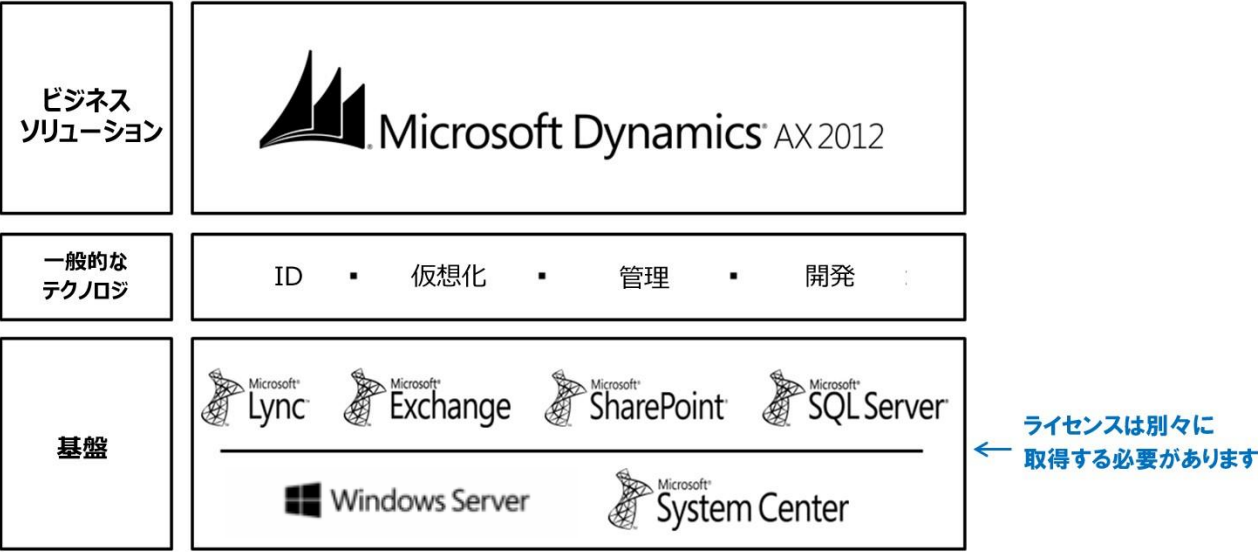 ビジネス
ソリューション
Microsoft Dynamics AX 2012
一般的な
テクノロジ
ID ▪ 仮想化 ▪ 管理 ▪ 開発
基盤
Microsoft® Lync™
Microsoft® Exchange
Microsoft® SharePoint®
Microsoft® SQL Server®
Windows Server
Microsoft® System Center
ライセンスは別々に
取得する必要があります